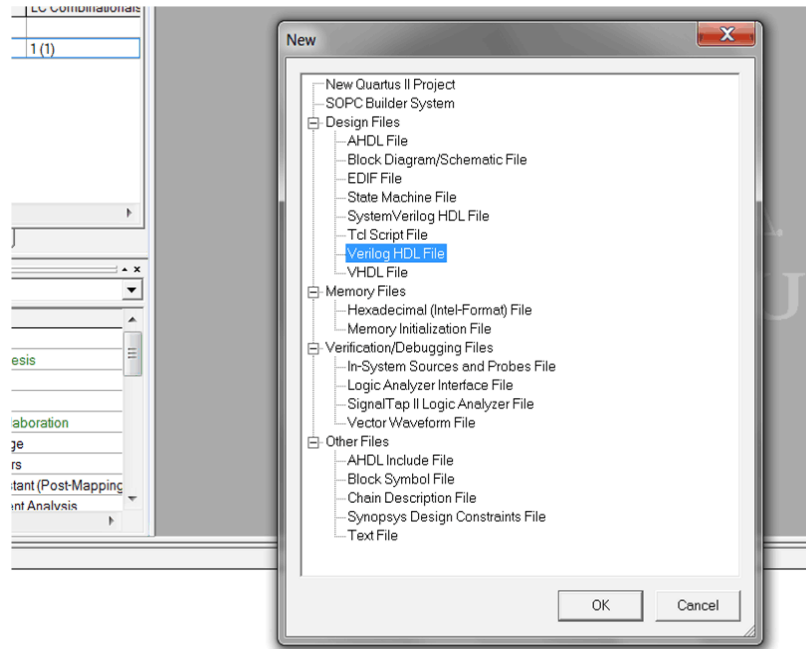 LC Combinationals
1 (1)
esis
aboration
ge
rs
stant (Post-Mapping
ent Analysis
New
New Quartus II Project
SOPC Builder System
Design Files
AHDL File
Block Diagram/Schematic File
EDIF File
State Machine File
SystemVerilog HDL File
Tcl Script File
Verilog HDL File
VHDL File
Memory Files
Hexadecimal (Intel-Format) File
Memory Initialization File
Verification/Debugging Files
In-System Sources and Probes File
Logic Analyzer Interface File
SignalTap II Logic Analyzer File
Vector Waveform File
Other Files
AHDL Include File
Block Symbol File
Chain Description File
Synopsys Design Constraints File
Text File
OK
Cancel